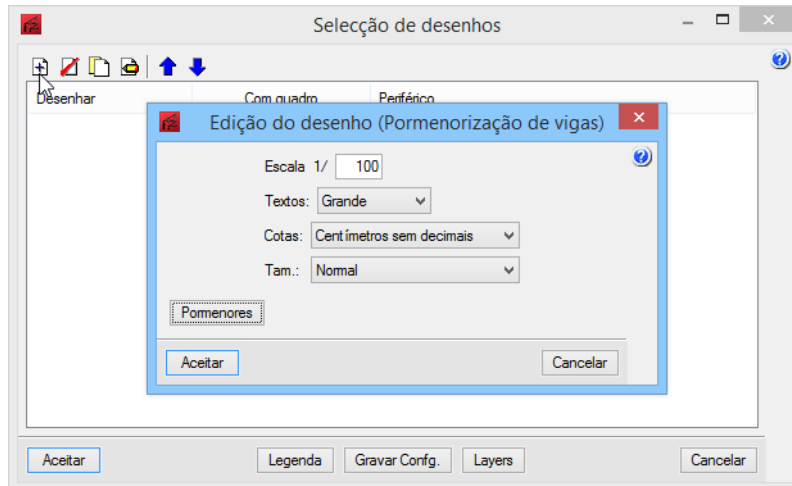 Selecção de desenhos
Desenhar Com quadro Periférico
Edição do desenho (Pormenorização de vigas)
Escala 1/ 100
Textos: Grande
Cotas: Centímetros sem decimais
Tam.: Normal
Pormenores
Aceitar Cancelar
Aceitar Legenda Gravar Confg. Layers Cancelar